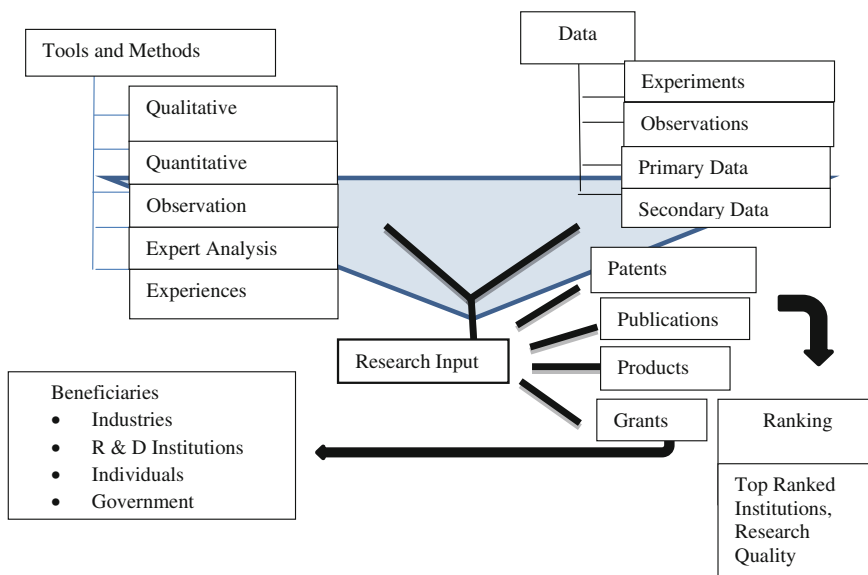 Tools and Methods
Qualitative
Quantitative
Observation
Expert Analysis
Experiences
Data
Experiments
Observations
Primary Data
Secondary Data
Patents
Publications
Products
Grants
Research Input
Beneficiaries
• Industries
• R & D Institutions
• Individuals
• Government
Ranking
Top Ranked
Institutions,
Research
Quality